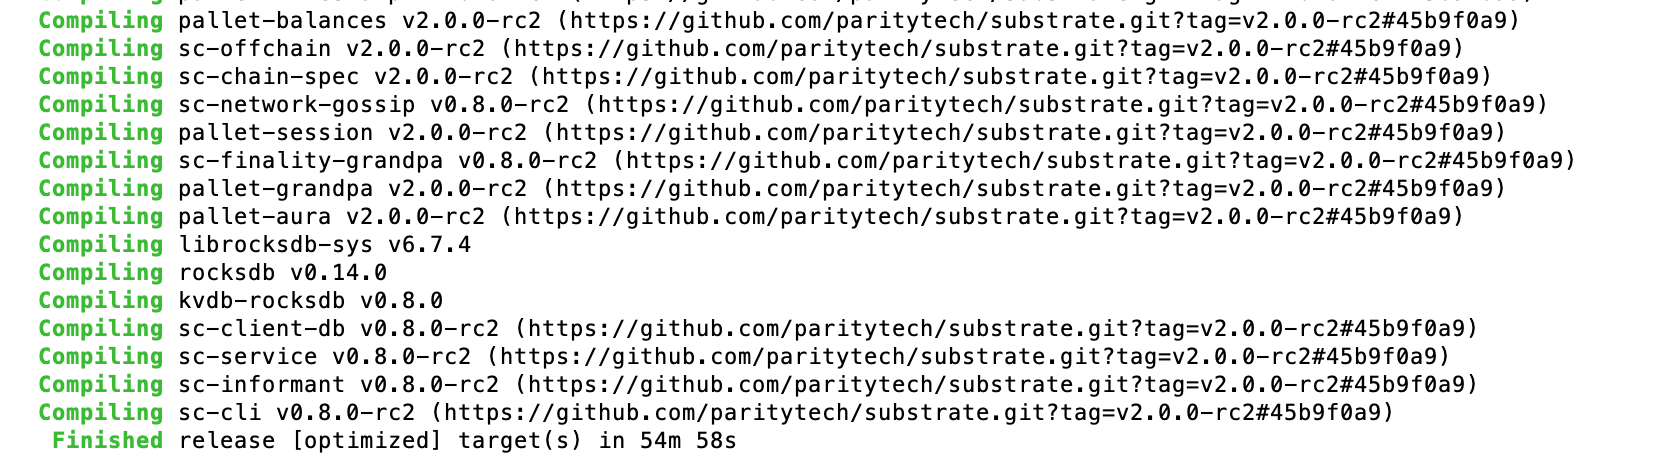 Compiling pallet-balances v2.0.0-rc2 (https://github.com/paritytech/substrate.git?tag=v2.0.0-rc2#45b9f0a9)
Compiling sc-offchain v2.0.0-rc2 (https://github.com/paritytech/substrate.git?tag=v2.0.0-rc2#45b9f0a9)
Compiling sc-chain-spec v2.0.0-rc2 (https://github.com/paritytech/substrate.git?tag=v2.0.0-rc2#45b9f0a9)
Compiling sc-network-gossip v0.8.0-rc2 (https://github.com/paritytech/substrate.git?tag=v2.0.0-rc2#45b9f0a9)
Compiling pallet-session v2.0.0-rc2 (https://github.com/paritytech/substrate.git?tag=v2.0.0-rc2#45b9f0a9)
Compiling sc-finality-grandpa v0.8.0-rc2 (https://github.com/paritytech/substrate.git?tag=v2.0.0-rc2#45b9f0a9)
Compiling pallet-grandpa v2.0.0-rc2 (https://github.com/paritytech/substrate.git?tag=v2.0.0-rc2#45b9f0a9)
Compiling pallet-aura v2.0.0-rc2 (https://github.com/paritytech/substrate.git?tag=v2.0.0-rc2#45b9f0a9)
Compiling librocksdb-sys v6.7.4
Compiling rocksdb v0.14.0
Compiling kvdb-rocksdb v0.8.0
Compiling sc-client-db v0.8.0-rc2 (https://github.com/paritytech/substrate.git?tag=v2.0.0-rc2#45b9f0a9)
Compiling sc-service v0.8.0-rc2 (https://github.com/paritytech/substrate.git?tag=v2.0.0-rc2#45b9f0a9)
Compiling sc-informant v0.8.0-rc2 (https://github.com/paritytech/substrate.git?tag=v2.0.0-rc2#45b9f0a9)
Compiling sc-cli v0.8.0-rc2 (https://github.com/paritytech/substrate.git?tag=v2.0.0-rc2#45b9f0a9)
Finished release [optimized] target(s) in 54m 58s